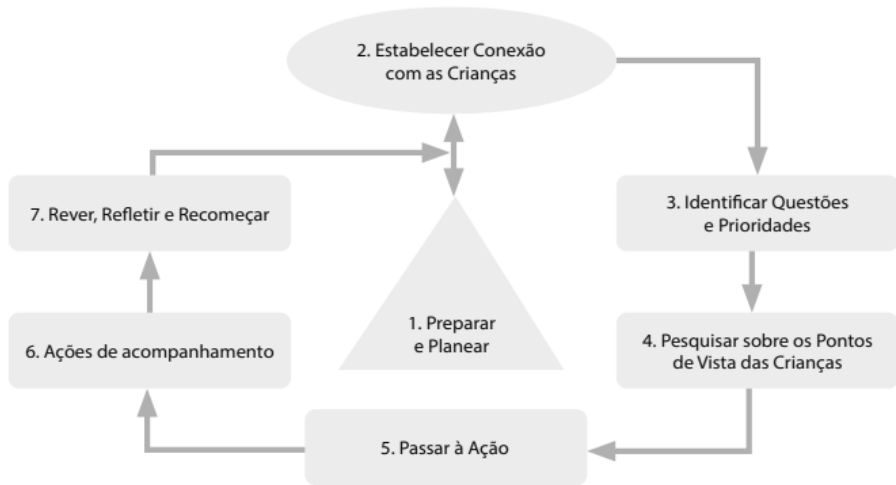 2. Estabelecer Conexão
com as Crianças
7. Rever, Refletir e Recomeçar
3. Identificar Questões
e Prioridades
1. Preparar
e Planear
6. Ações de acompanhamento
4. Pesquisar sobre os Pontos
de Vista das Crianças
5. Passar à Ação